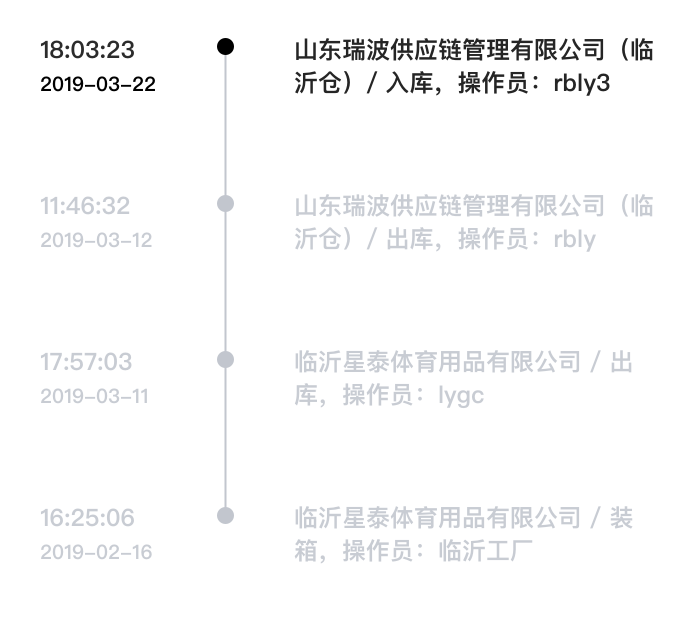 18:03:23
2019-03-22
山东瑞波供应链管理有限公司（临
沂仓）/ 入库，操作员：rbly3
11:46:32
2019-03-12
山东瑞波供应链管理有限公司（临
沂仓）/ 出库，操作员：rbly
17:57:03
2019-03-11
临沂星泰体育用品有限公司 / 出
库，操作员：lygc
16:25:06
2019-02-16
临沂星泰体育用品有限公司 / 装
箱，操作员：临沂工厂